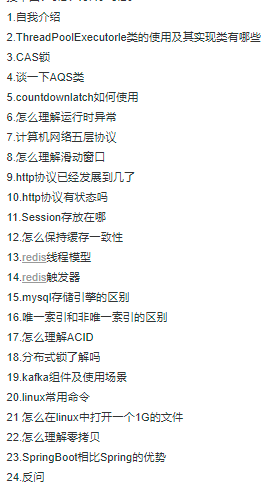 1.自我介绍
2.ThreadPoolExecutorle类的使用及其实现类有哪些
3.CAS锁
4.谈一下AQS类
5.countdownlatch如何使用
6.怎么理解运行时异常
7.计算机网络五层协议
8.怎么理解滑动窗口
9.http协议已经发展到几了
10.http协议有状态吗
11.Session存放在哪
12.怎么保持缓存一致性
13.redis线程模型
14.redis触发器
15.mysql存储引擎的区别
16.唯一索引和非唯一索引的区别
17.怎么理解ACID
18.分布式锁了解吗
19.kafka组件及使用场景
20.linux常用命令
21 怎么在linux中打开一个1G的文件
22.怎么理解零拷贝
23.SpringBoot相比Spring的优势
24.反问